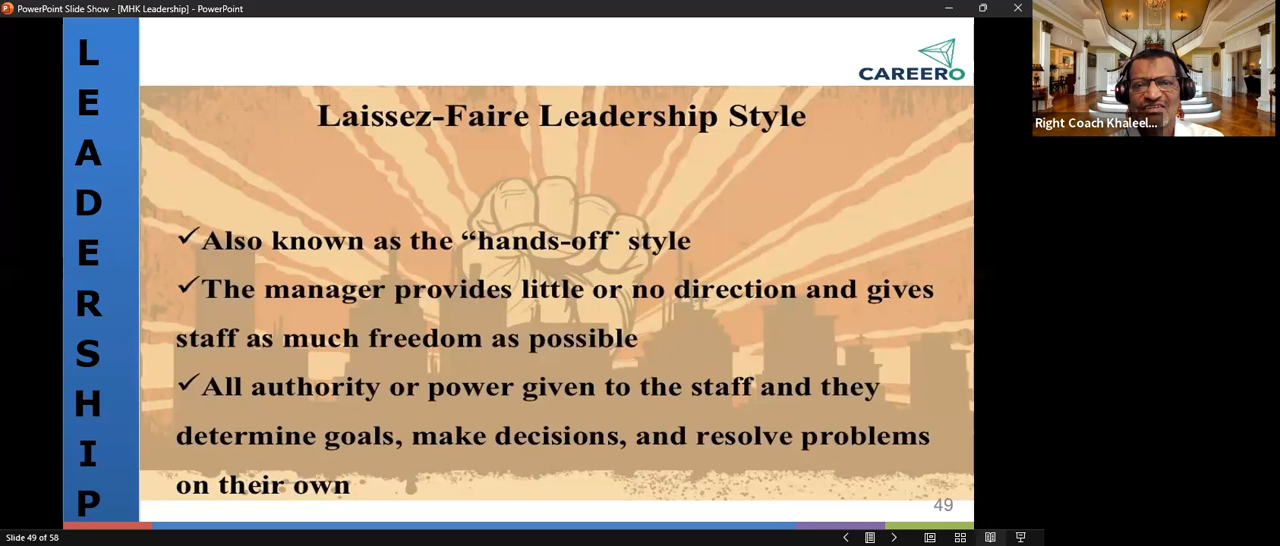 PowerPoint Slide Show - [MHK Leadership] - PowerPoint
LEADERSHIP
CAREERO
Laissez-Faire Leadership Style
Right Coach Khaleel...
✓Also known as the “hands-off¨ style
✓The manager provides little or no direction and gives
staff as much freedom as possible
✓All authority or power given to the staff and they
determine goals, make decisions, and resolve problems
on their own
49
Slide 49 of 58